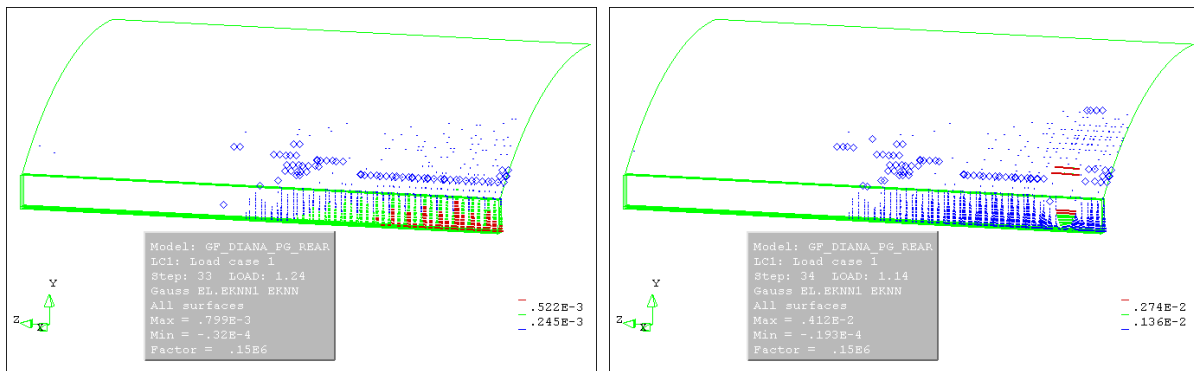 Model: GF_DIANA_PG_REAR
LC1: Load case 1
Step: 33 LOAD: 1.24
Gauss EL.EKNN1 EKNN
All surfaces
Max = .799E-3
Min = -.32E-4
Factor = .15E6
Y
Z X
.522E-3
.245E-3
Model: GF_DIANA_PG_REAR
LC1: Load case 1
Step: 34 LOAD: 1.14
Gauss EL.EKNN1 EKNN
All surfaces
Max = .412E-2
Min = -.193E-4
Factor = .15E6
Y
Z X
.274E-2
.136E-2